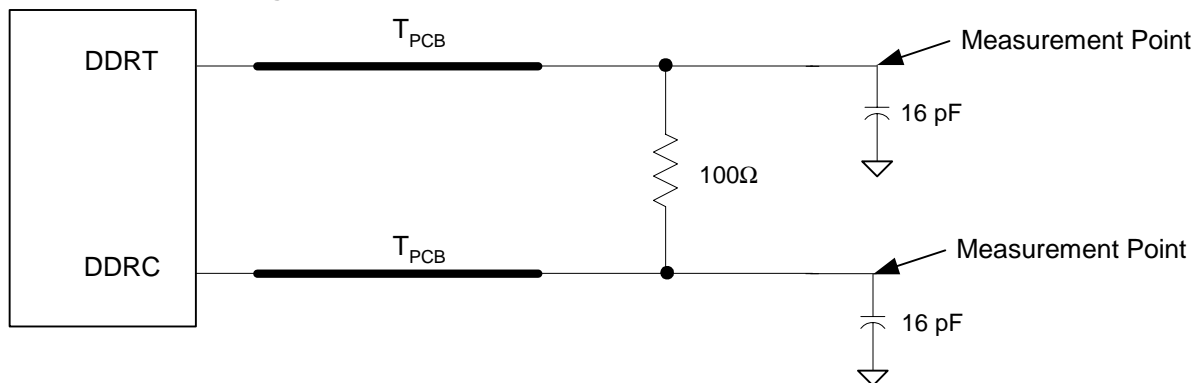 T_PCB
DDRT
Measurement Point
16 pF
100Ω
T_PCB
DDRC
Measurement Point
16 pF